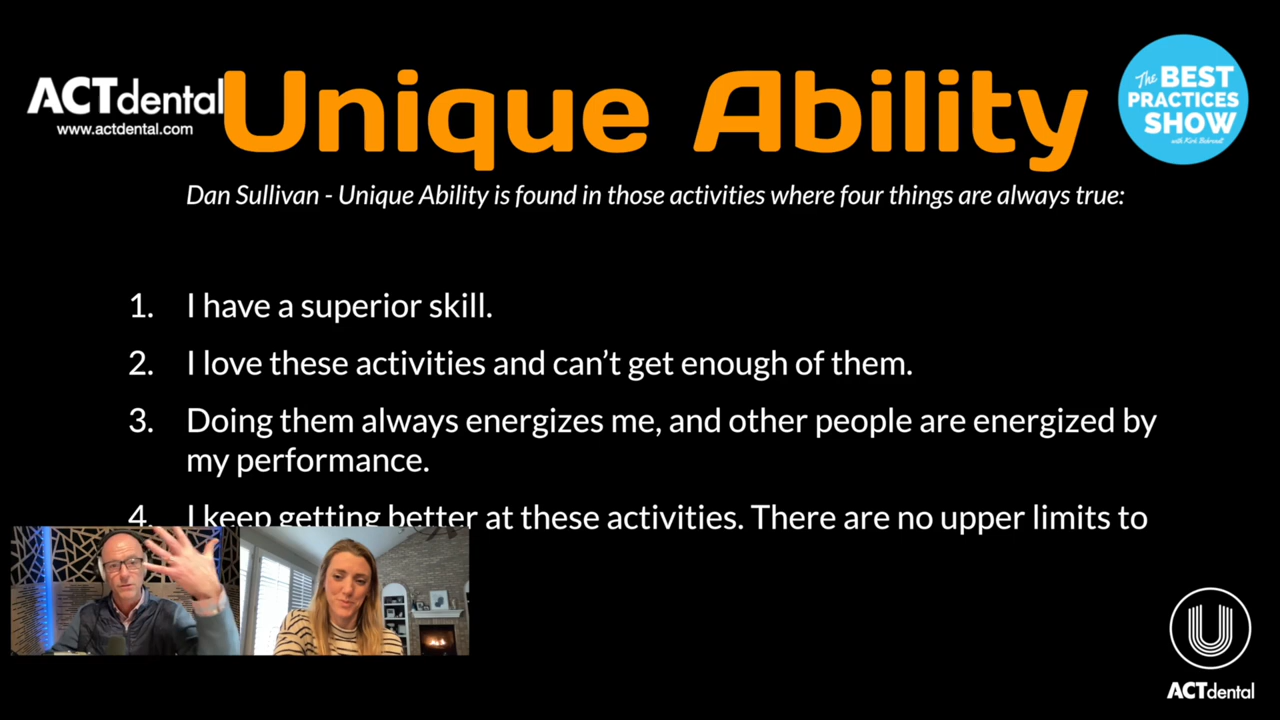 ACTdental
www.actdental.com
Unique Ability
The BEST
PRACTICES
SHOW
with Kirk Behrendt
Dan Sullivan - Unique Ability is found in those activities where four things are always true:
1. I have a superior skill.
2. I love these activities and can’t get enough of them.
3. Doing them always energizes me, and other people are energized by
my performance.
4. I keep getting better at these activities. There are no upper limits to
U
ACTdental